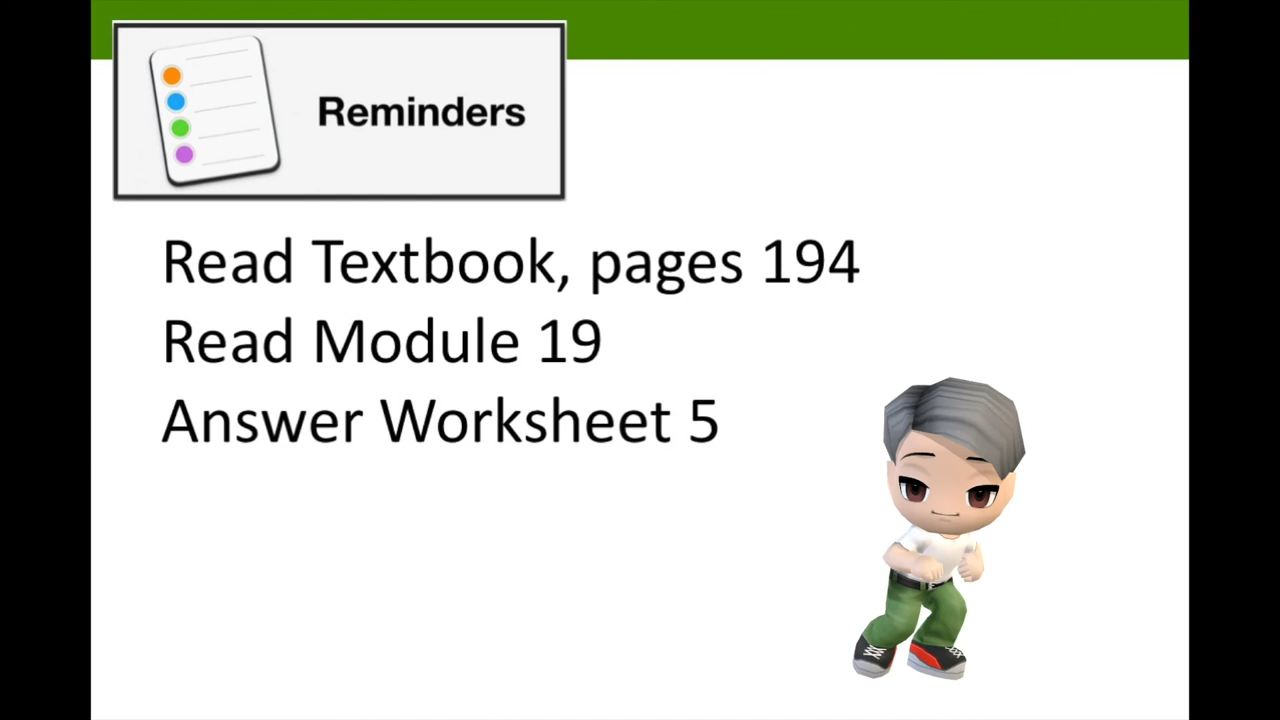 Reminders
Read Textbook, pages 194
Read Module 19
Answer Worksheet 5